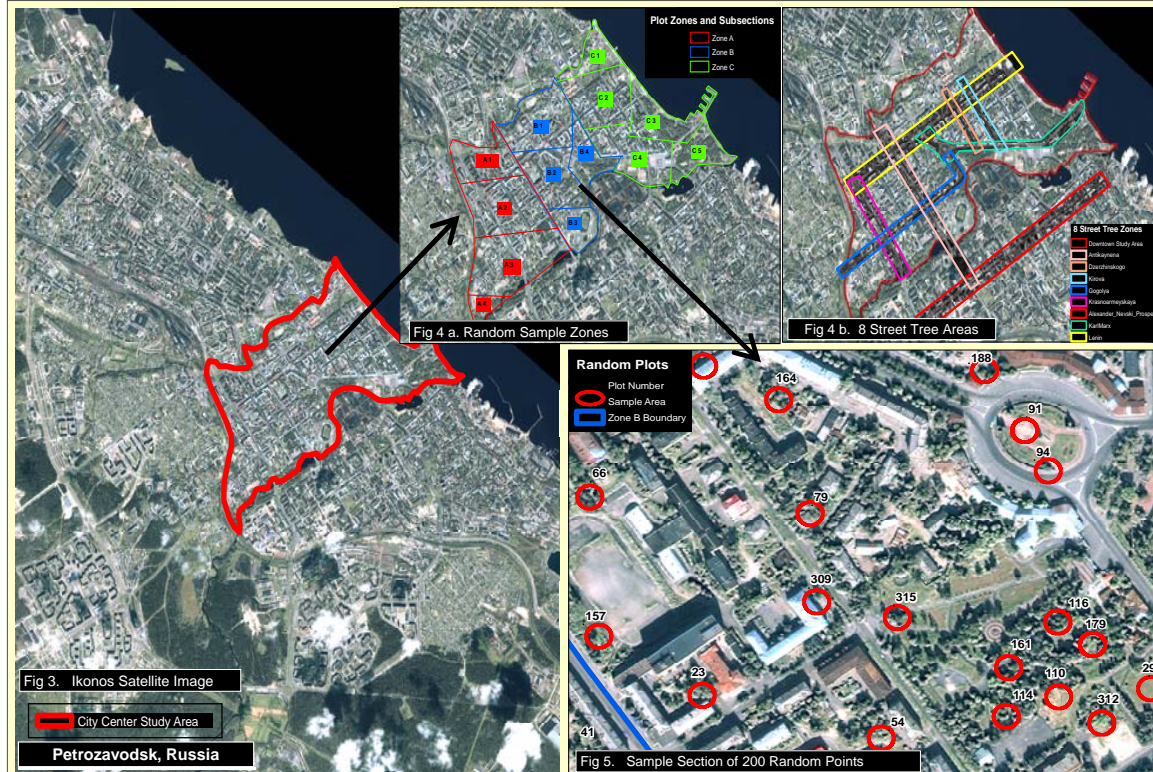 Fig 3. Ikonos Satellite Image
City Center Study Area
Petrozavodsk, Russia
Plot Zones and Subsections
Zone A
Zone B
Zone C
C 1
C 2
C 3
C 4
C 5
B 1
B 4
B 2
B 3
A 1
A 2
A 3
A 4
Fig 4 a. Random Sample Zones
8 Street Tree Zones
Downtown Study Area
Antikaynena
Dzerzhinskogo
Kirova
Gogolya
Krasnoarmeyskaya
Alexander_Nevski_Prospe
KarlMarx
Lenin
Fig 4 b. 8 Street Tree Areas
Random Plots
Plot Number
Sample Area
Zone B Boundary
164
188
91
94
66
79
309
315
157
116
179
161
110
29
23
114
312
54
41
Fig 5. Sample Section of 200 Random Points